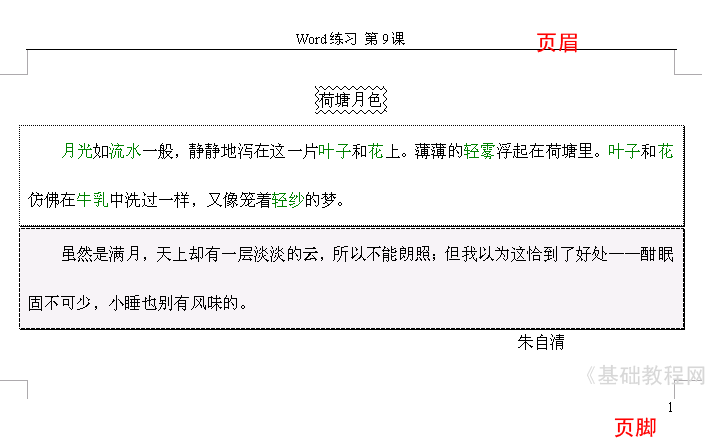 Word练习 第9课
页眉
荷塘月色
月光如流水一般，静静地泻在这一片叶子和花上。薄薄的轻雾浮起在荷塘里。叶子和花
仿佛在牛乳中洗过一样，又像笼着轻纱的梦。
虽然是满月，天上却有一层淡淡的云，所以不能朗照；但我以为这恰到了好处——酣眠
固不可少，小睡也别有风味的。
朱自清
《基础教程网
1
页脚